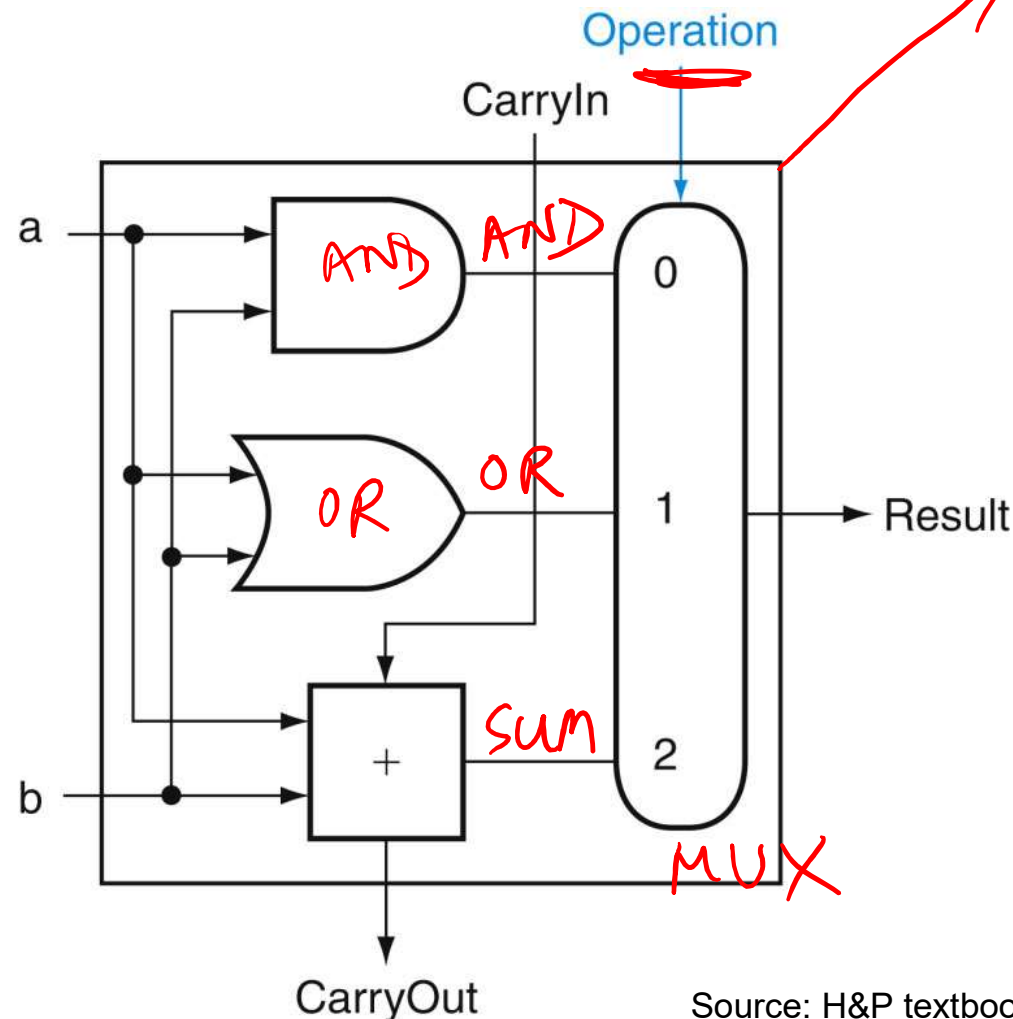 Operation
CarryIn
a
AND
AND
0
OR
OR
1
Result
+
sum
2
b
MUX
CarryOut
Source: H&P textboo